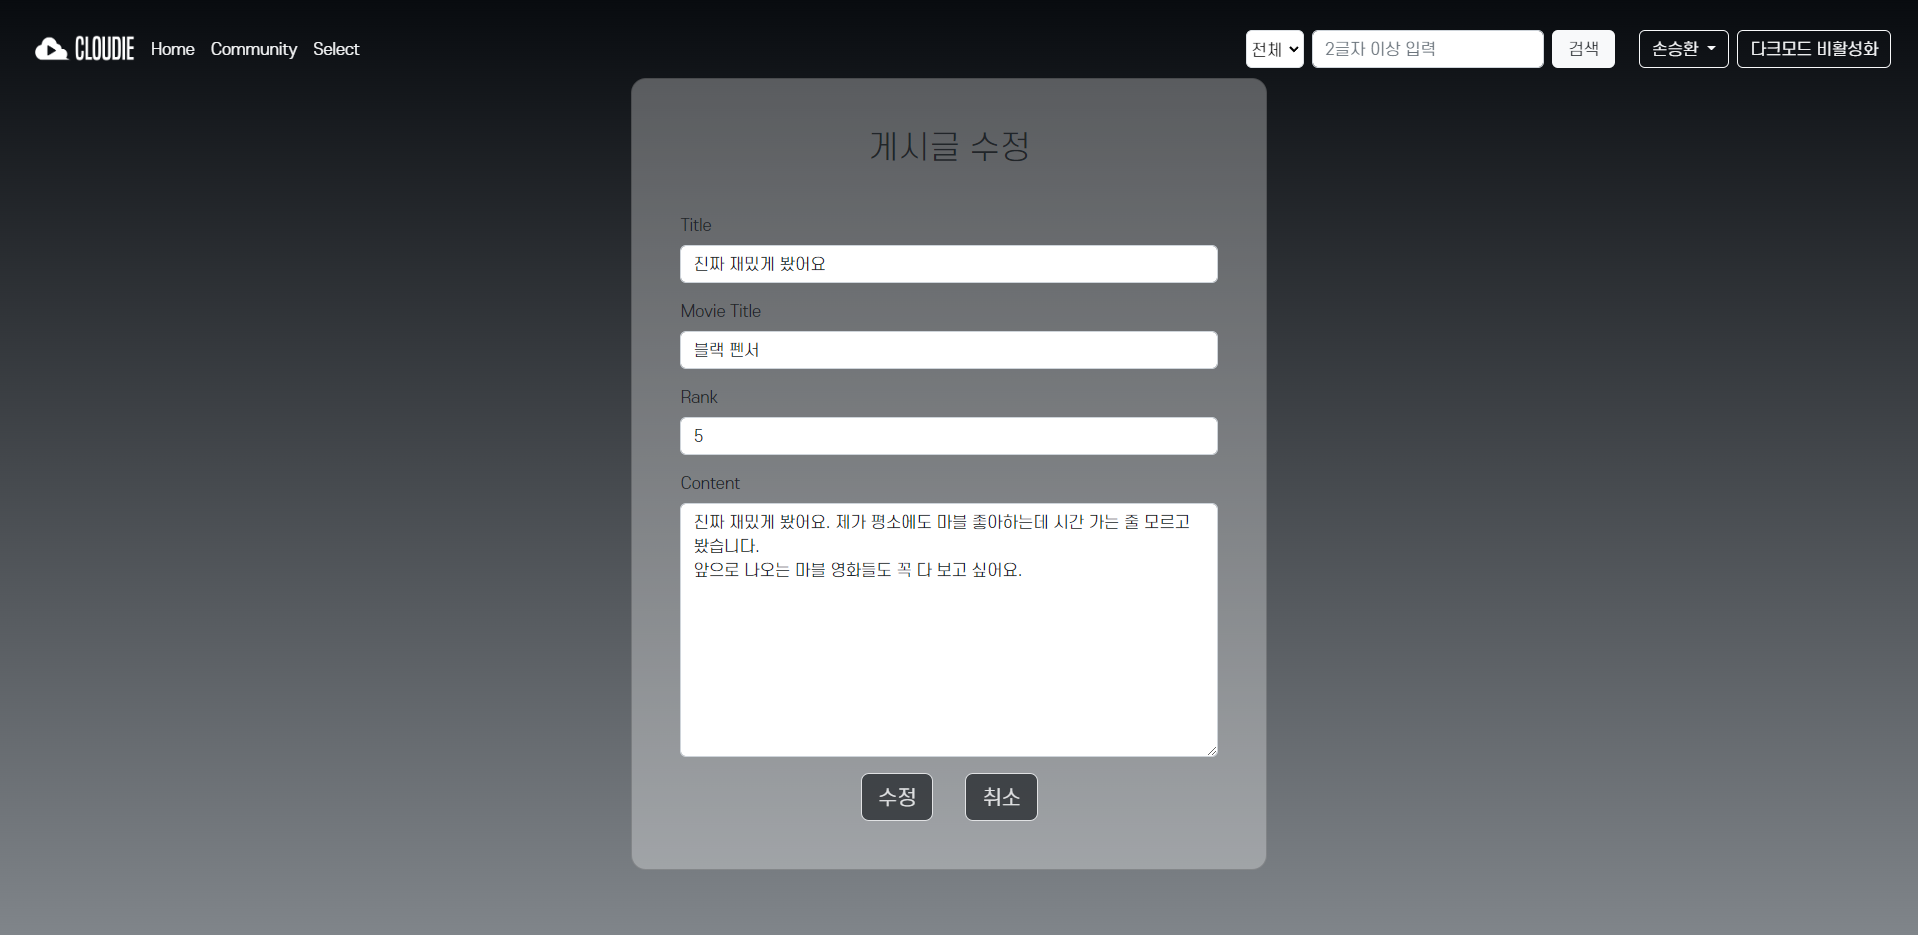 CLOUDIE Home Community Select 전체 2글자 이상 입력 검색 손승환 다크모드 비활성화
게시글 수정
Title
진짜 재밌게 봤어요
Movie Title
블랙 펜서
Rank
5
Content
진짜 재밌게 봤어요. 제가 평소에도 마블 좋아하는데 시간 가는 줄 모르고
봤습니다.
앞으로 나오는 마블 영화들도 꼭 다 보고 싶어요.
수정 취소